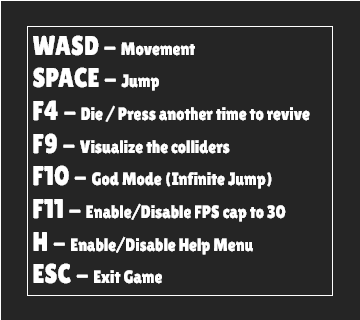 WASD – Movement
SPACE – Jump
F4 – Die / Press another time to revive
F9 – Visualize the colliders
F10 – God Mode (Infinite Jump)
F11 – Enable/Disable FPS cap to 30
H – Enable/Disable Help Menu
ESC – Exit Game